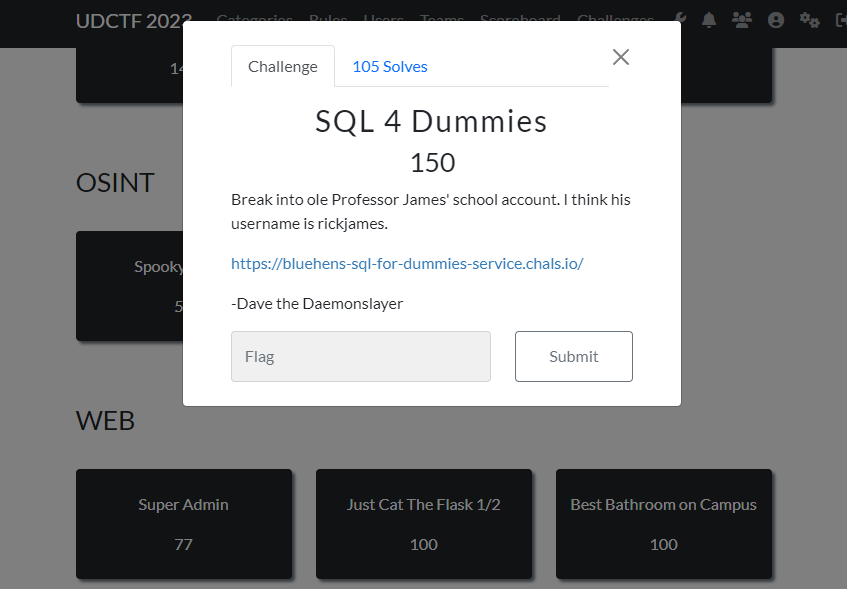 UDCTF 2023 Categories Rules Users Teams Scoreboard Challenges
Challenge
105 Solves
SQL 4 Dummies
150
Break into ole Professor James' school account. I think his
username is rickjames.
https://bluehens-sql-for-dummies-service.chals.io/
-Dave the Daemonslayer
Flag
Submit
OSINT
Spooky
WEB
Super Admin
77
Just Cat The Flask 1/2
100
Best Bathroom on Campus
100